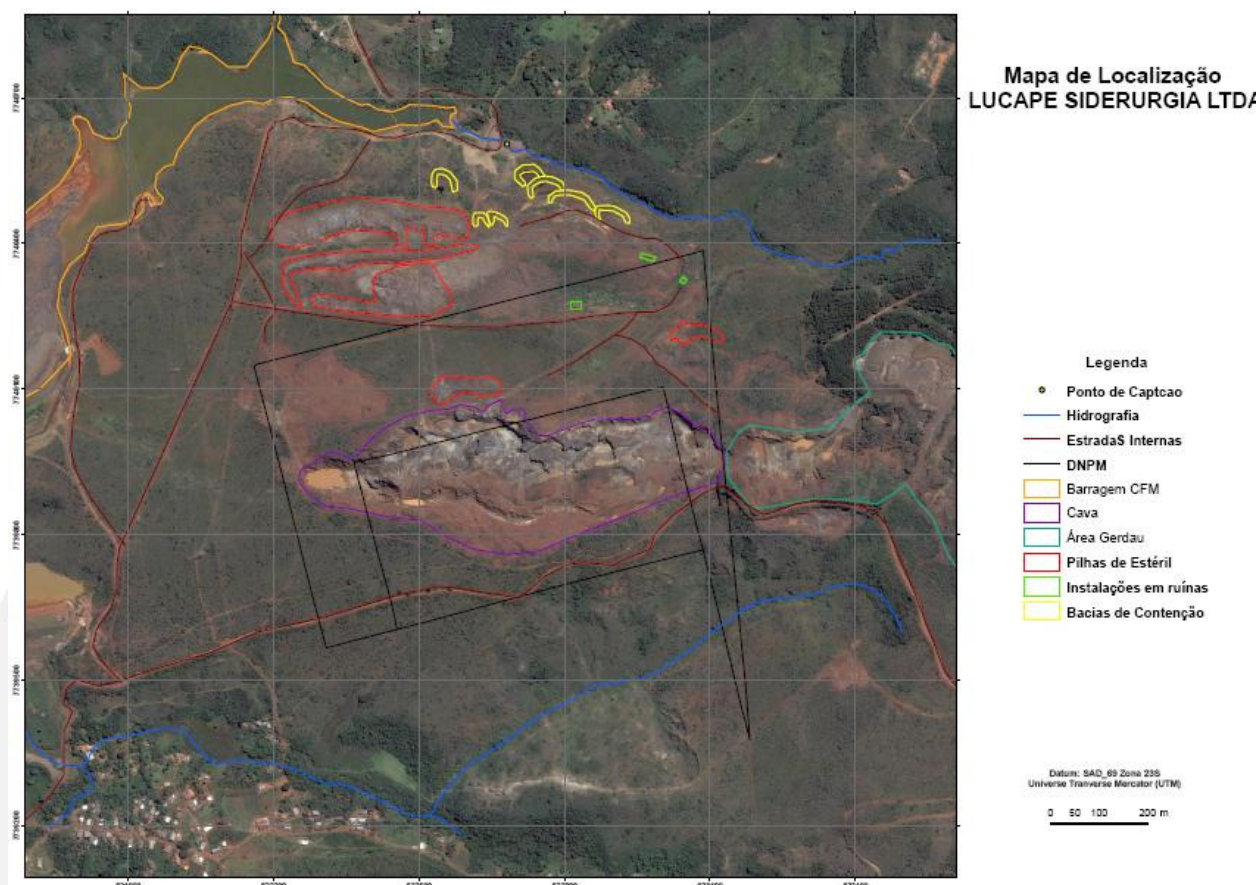 Mapa de Localização
LUCAPE SIDERURGIA LTDA
Legenda
Ponto de Captcao
Hidrografia
EstradaS Internas
DNPM
Barragem CFM
Cava
Área Gerdau
Pilhas de Estéril
Instalações em ruínas
Bacias de Contenção
Datum: SAD_69 Zona 23S
Universe Tranverse Mercator (UTM)
0 50 100 200 m